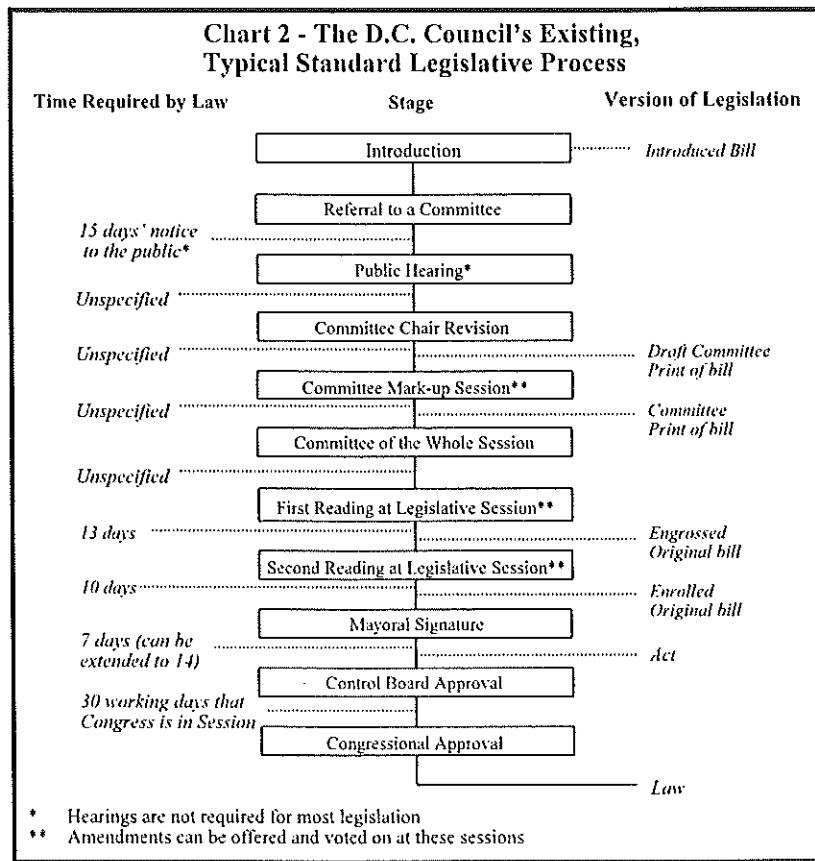 Chart 2 - The D.C. Council's Existing,
Typical Standard Legislative Process
Time Required by Law Stage Version of Legislation
Introduction Introduced Bill
Referral to a Committee
15 days' notice
to the public*
Public Hearing*
Unspecified
Committee Chair Revision
Unspecified Draft Committee
Print of bill
Committee Mark-up Session**
Unspecified Committee
Print of bill
Committee of the Whole Session
Unspecified
First Reading at Legislative Session**
13 days Engrossed
Original bill
Second Reading at Legislative Session**
10 days Enrolled
Original bill
Mayoral Signature
7 days (can be
extended to 14) Act
Control Board Approval
30 working days that
Congress is in Session
Congressional Approval
Law
* Hearings are not required for most legislation
** Amendments can be offered and voted on at these sessions